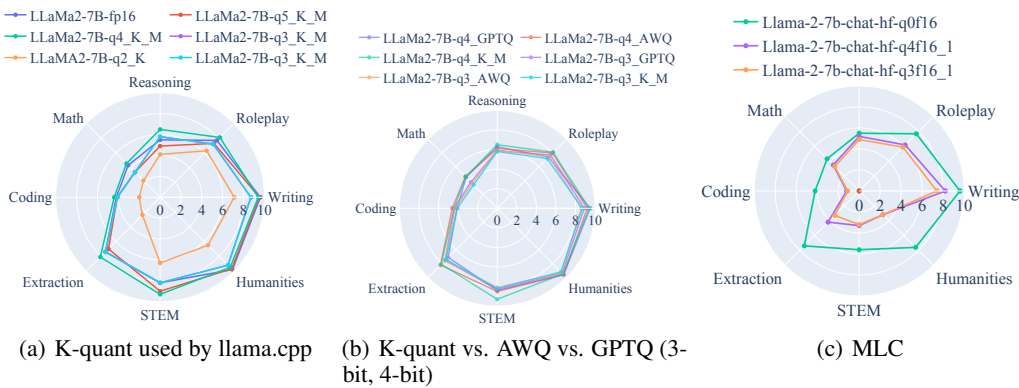 LLaMa2-7B-fp16
LLaMa2-7B-q5_K_M
LLaMa2-7B-q4_K_M
LLaMa2-7B-q3_K_M
LLaMA2-7B-q2_K
LLaMa2-7B-q3_K_M
Reasoning
Math
Roleplay
Coding
0 2 4 6 8 10
Writing
Extraction
Humanities
STEM
(a) K-quant used by llama.cpp
LLaMa2-7B-q4_GPTQ
LLaMa2-7B-q4_AWQ
LLaMa2-7B-q4_K_M
LLaMa2-7B-q3_GPTQ
LLaMa2-7B-q3_AWQ
LLaMa2-7B-q3_K_M
Reasoning
Math
Roleplay
Coding
0 2 4 6 8 10
Writing
Extraction
Humanities
STEM
(b) K-quant vs. AWQ vs. GPTQ (3-
bit, 4-bit)
Llama-2-7b-chat-hf-q0f16
Llama-2-7b-chat-hf-q4f16_1
Llama-2-7b-chat-hf-q3f16_1
Reasoning
Math
Roleplay
Coding
0 2 4 6 8 10
Writing
Extraction
Humanities
STEM
(c) MLC